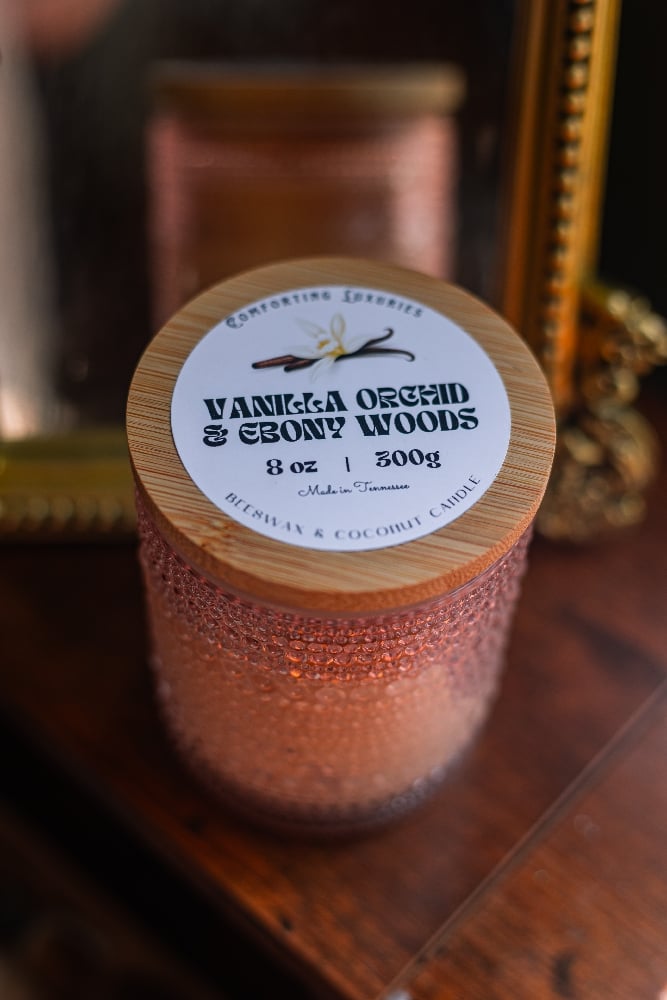 Comforting Luxuries
VANILLA ORCHID
& EBONY WOODS
8 oz | 300g
Made in Tennessee
BEESWAX & COCONUT CANDLE